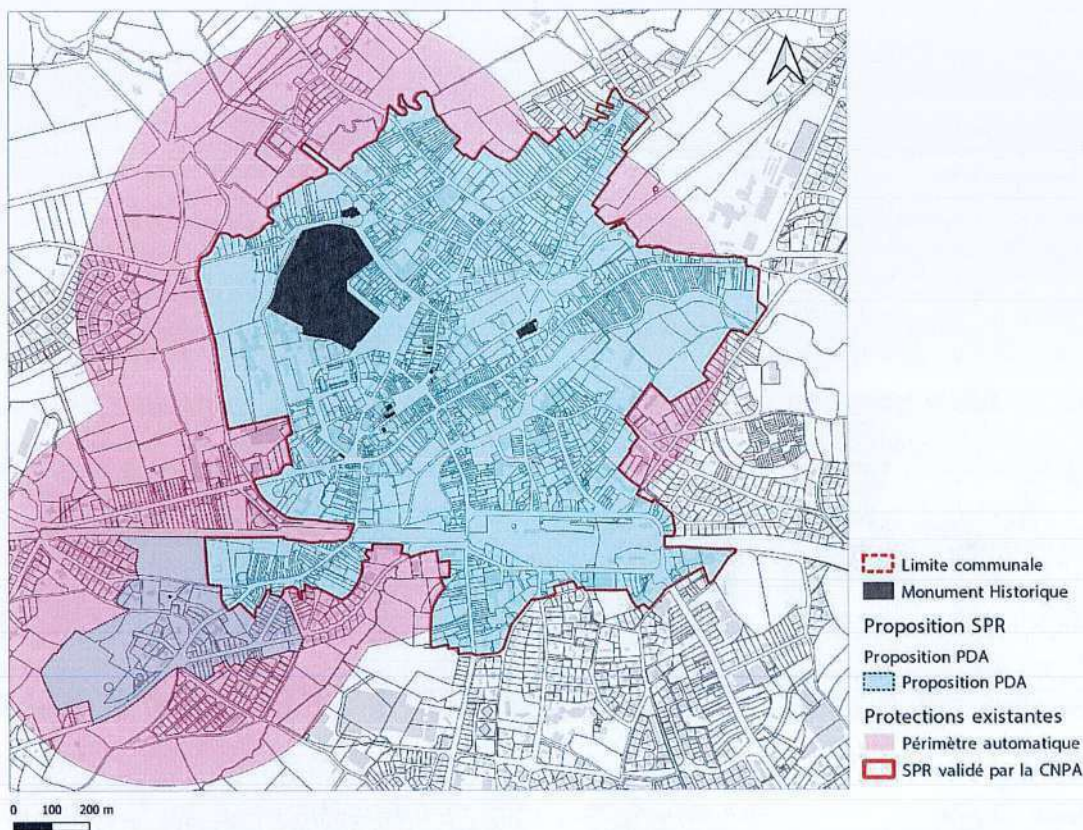 Limite communale
Monument Historique
Proposition SPR
Proposition PDA
Proposition PDA
Protections existantes
Périmètre automatique
SPR validé par la CNPA
0 100 200 m